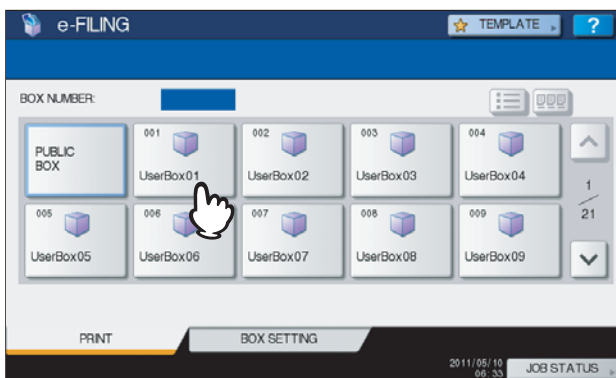 e-FILING
TEMPLATE
?
BOX NUMBER:
PUBLIC
BOX
001
UserBox01
002
UserBox02
003
UserBox03
004
UserBox04
005
UserBox05
006
UserBox06
007
UserBox07
008
UserBox08
009
UserBox09
1
21
PRINT
BOX SETTING
2011/05/10
06:33
JOB STATUS